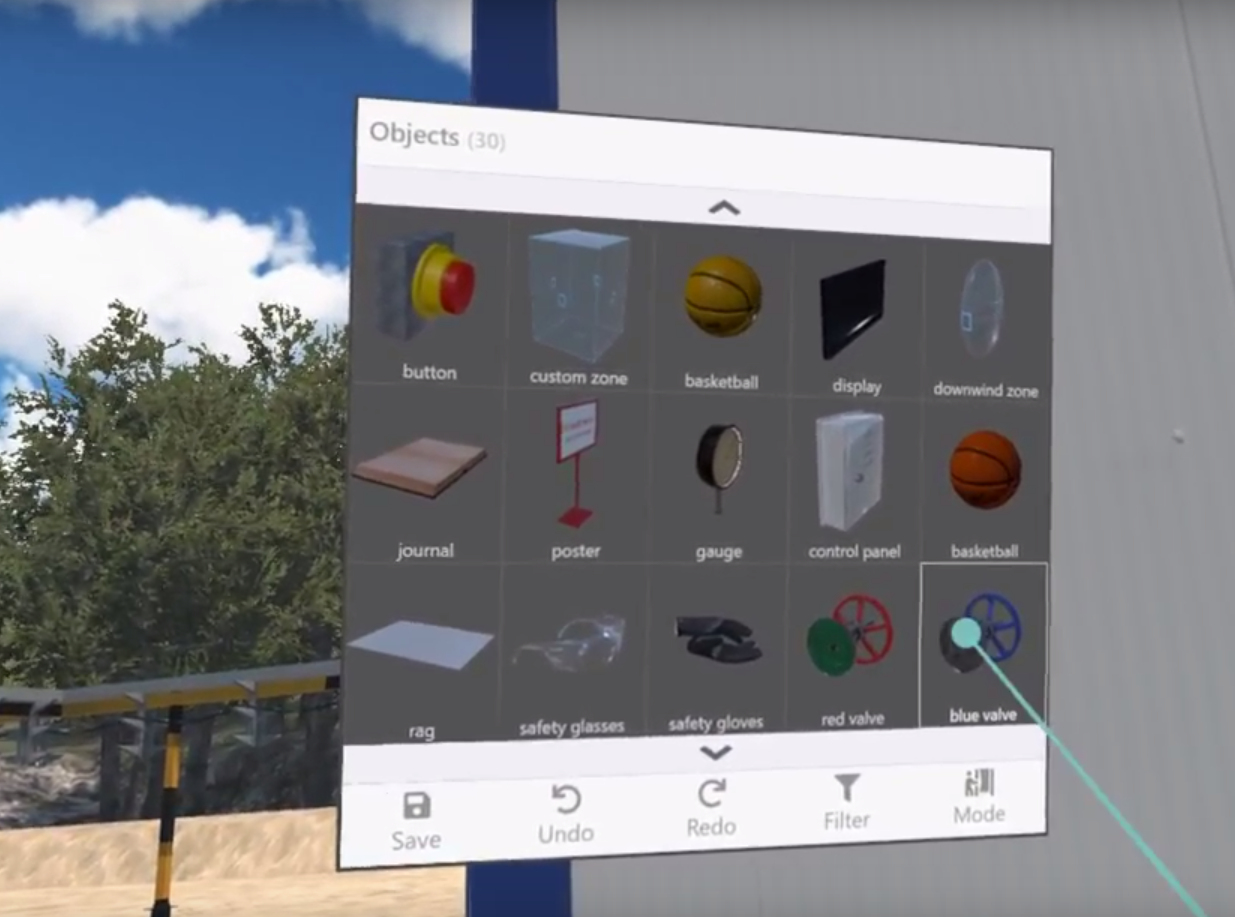 Objects (30)
button
custom zone
basketball
display
downwind zone
journal
poster
gauge
control panel
basketball
rag
safety glasses
safety gloves
red valve
blue valve
Save
Undo
Redo
Filter
Mode